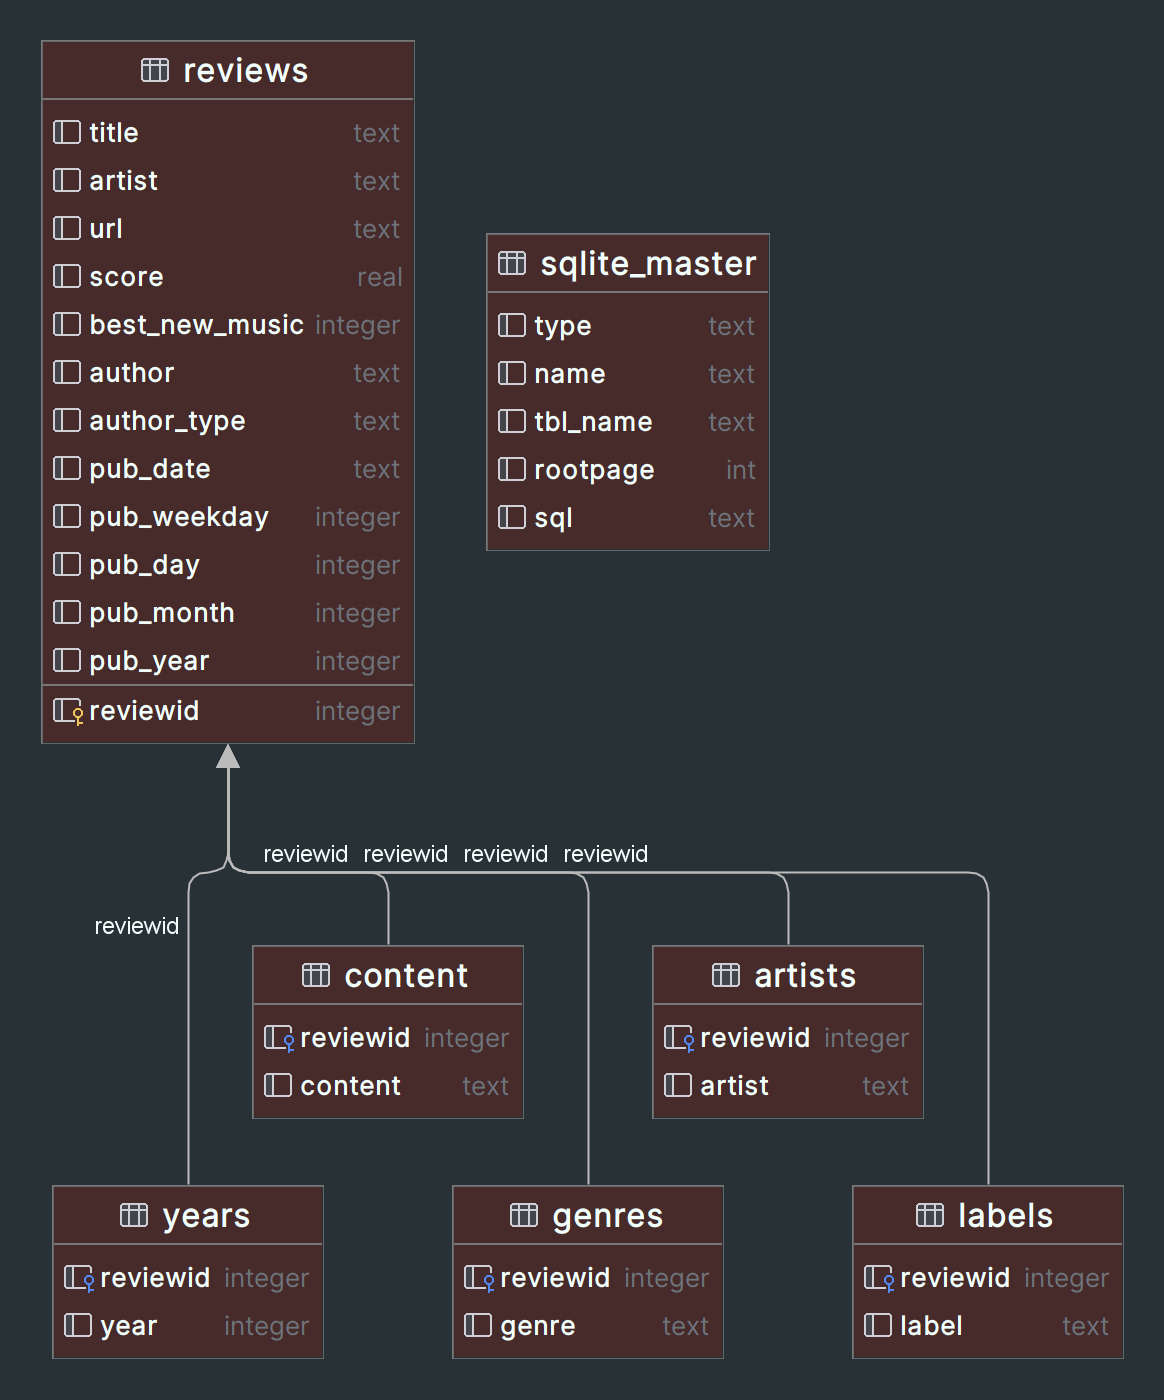 reviews
title text
artist text
url text
score real
best_new_music integer
author text
author_type text
pub_date text
pub_weekday integer
pub_day integer
pub_month integer
pub_year integer
reviewid integer
sqlite_master
type text
name text
tbl_name text
rootpage int
sql text
reviewid reviewid reviewid reviewid
reviewid
content
reviewid integer
content text
artists
reviewid integer
artist text
years
reviewid integer
year integer
genres
reviewid integer
genre text
labels
reviewid integer
label text